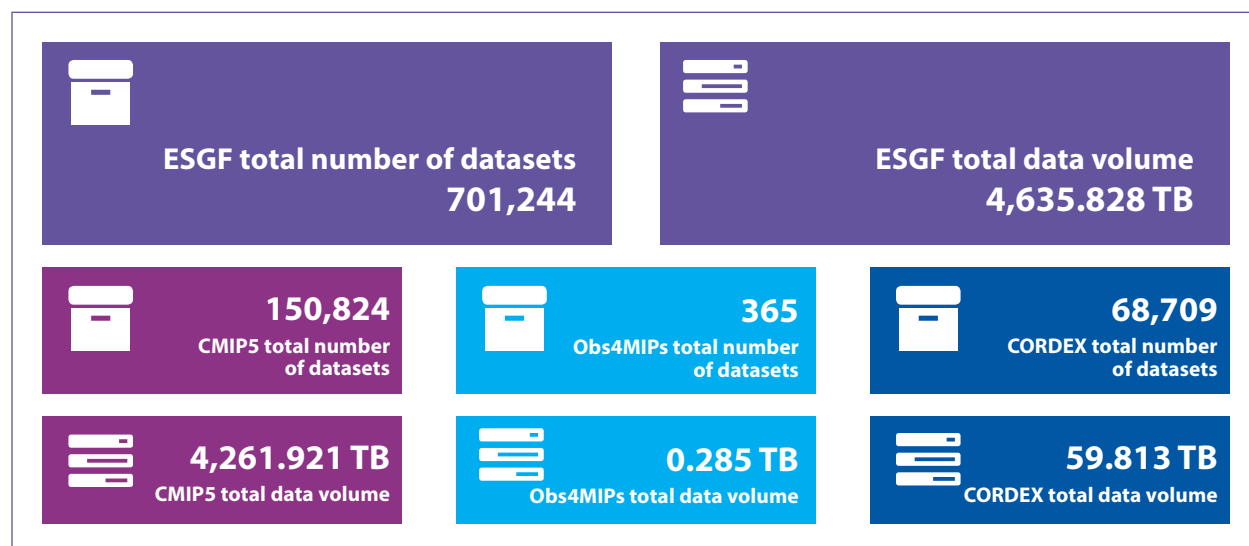 ESGF total number of datasets
701,244
ESGF total data volume
4,635.828 TB
150,824
CMIP5 total number
of datasets
365
Obs4MIPs total number
of datasets
68,709
CORDEX total number
of datasets
4,261.921 TB
CMIP5 total data volume
0.285 TB
Obs4MIPs total data volume
59.813 TB
CORDEX total data volume